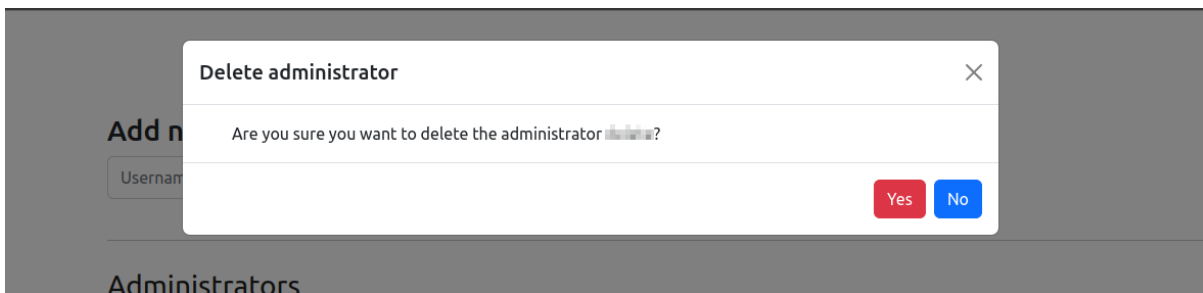 Delete administrator
Add n
Are you sure you want to delete the administrator ?
Usernam
Yes No
Administrators